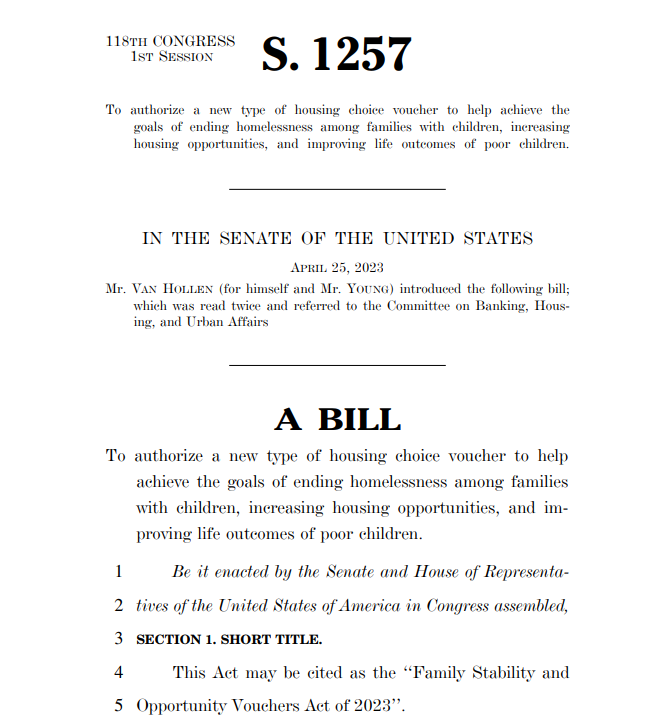 118TH CONGRESS
1ST SESSION
S. 1257
To authorize a new type of housing choice voucher to help achieve the
goals of ending homelessness among families with children, increasing
housing opportunities, and improving life outcomes of poor children.
IN THE SENATE OF THE UNITED STATES
APRIL 25, 2023
Mr. VAN HOLLEN (for himself and Mr. YOUNG) introduced the following bill;
which was read twice and referred to the Committee on Banking, Hous-
ing, and Urban Affairs
A BILL
To authorize a new type of housing choice voucher to help
achieve the goals of ending homelessness among families
with children, increasing housing opportunities, and im-
proving life outcomes of poor children.
1 Be it enacted by the Senate and House of Representa-
2 tives of the United States of America in Congress assembled,
3 SECTION 1. SHORT TITLE.
4 This Act may be cited as the ‘‘Family Stability and
5 Opportunity Vouchers Act of 2023’’.